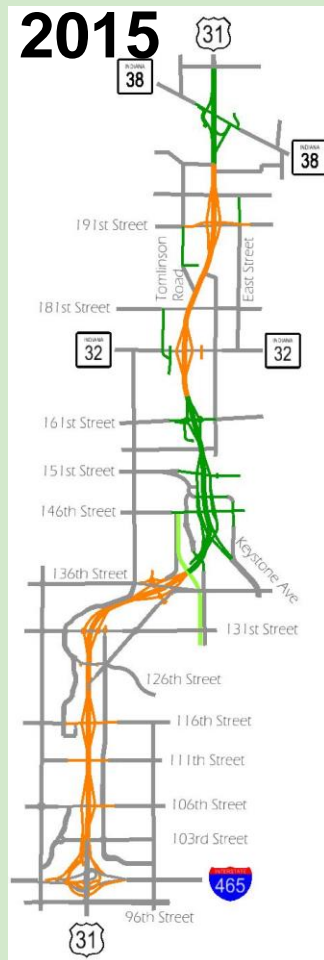 2015
31
INDIANA
38
INDIANA
38
191st Street
Tomlinson
Road
East Street
181st Street
INDIANA
32
INDIANA
32
161st Street
151st Street
146th Street
Keystone Ave
136th Street
131st Street
126th Street
116th Street
111th Street
106th Street
103rd Street
INTERSTATE
465
96th Street
31